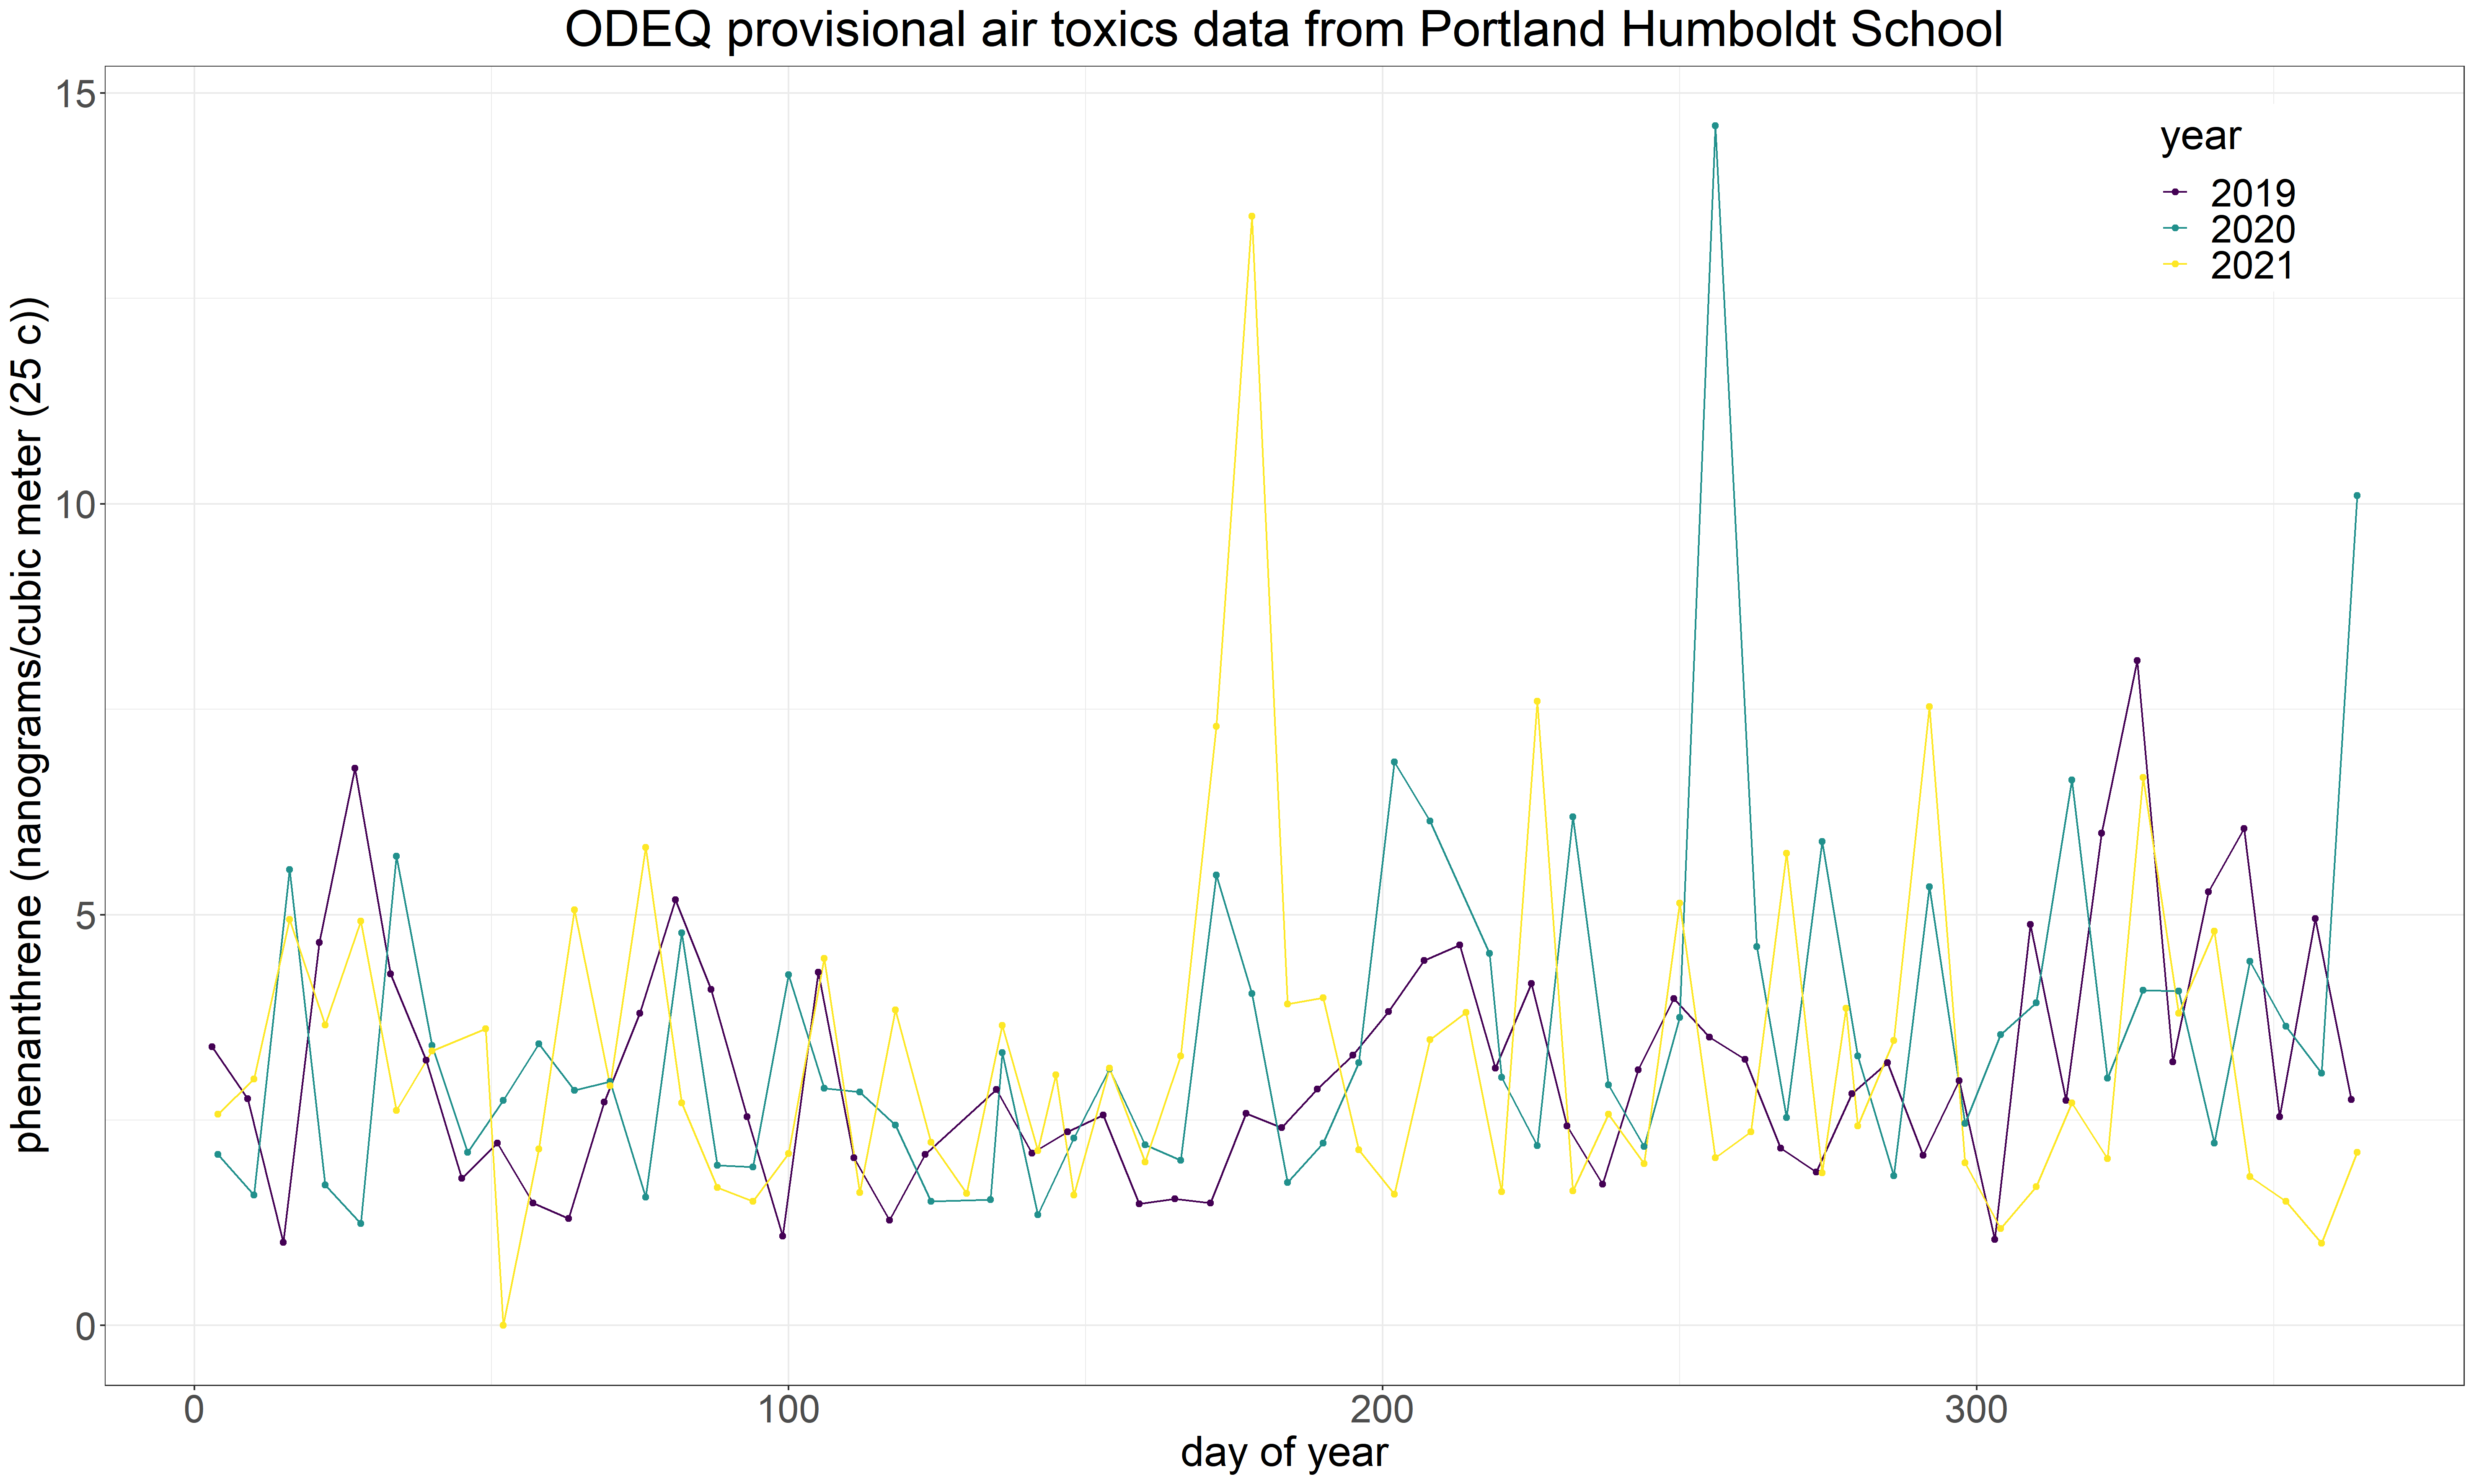 ODEQ provisional air toxics data from Portland Humboldt School
phenanthrene (nanograms/cubic meter (25 c))
15
10
5
0
year
2019
2020
2021
0
100
200
300
day of year